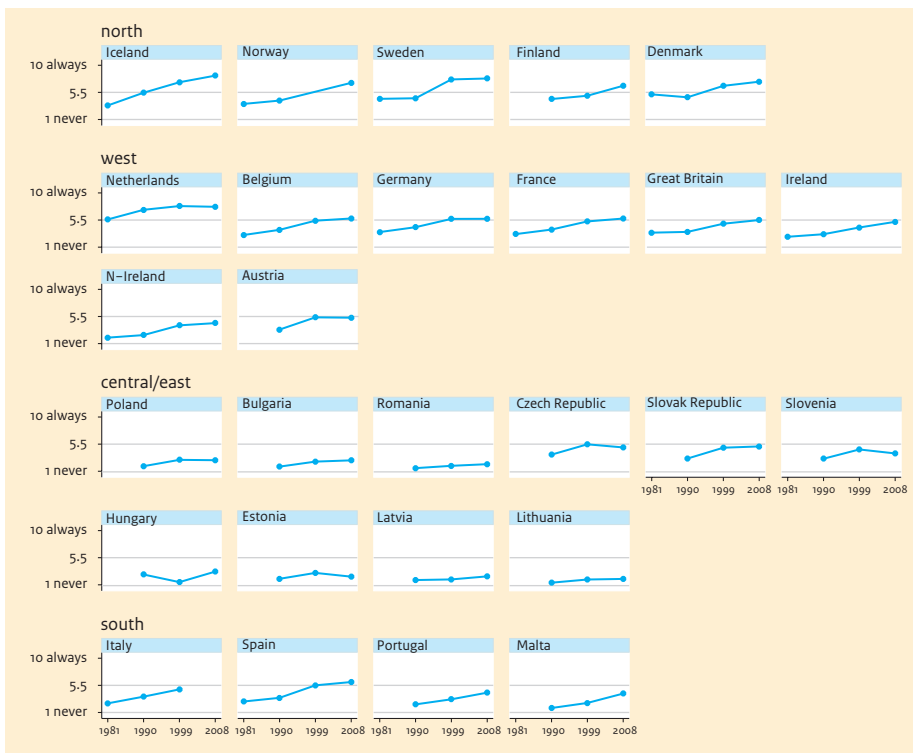 north
Iceland Norway Sweden Finland Denmark
10 always
5.5
1 never
west
Netherlands Belgium Germany France Great Britain Ireland
10 always
5.5
1 never
N-Ireland Austria
10 always
5.5
1 never
central/east
Poland Bulgaria Romania Czech Republic Slovak Republic Slovenia
10 always
5.5
1 never
1981 1990 1999 2008 1981 1990 1999 2008
Hungary Estonia Latvia Lithuania
10 always
5.5
1 never
south
Italy Spain Portugal Malta
10 always
5.5
1 never
1981 1990 1999 2008 1981 1990 1999 2008 1981 1990 1999 2008 1981 1990 1999 2008